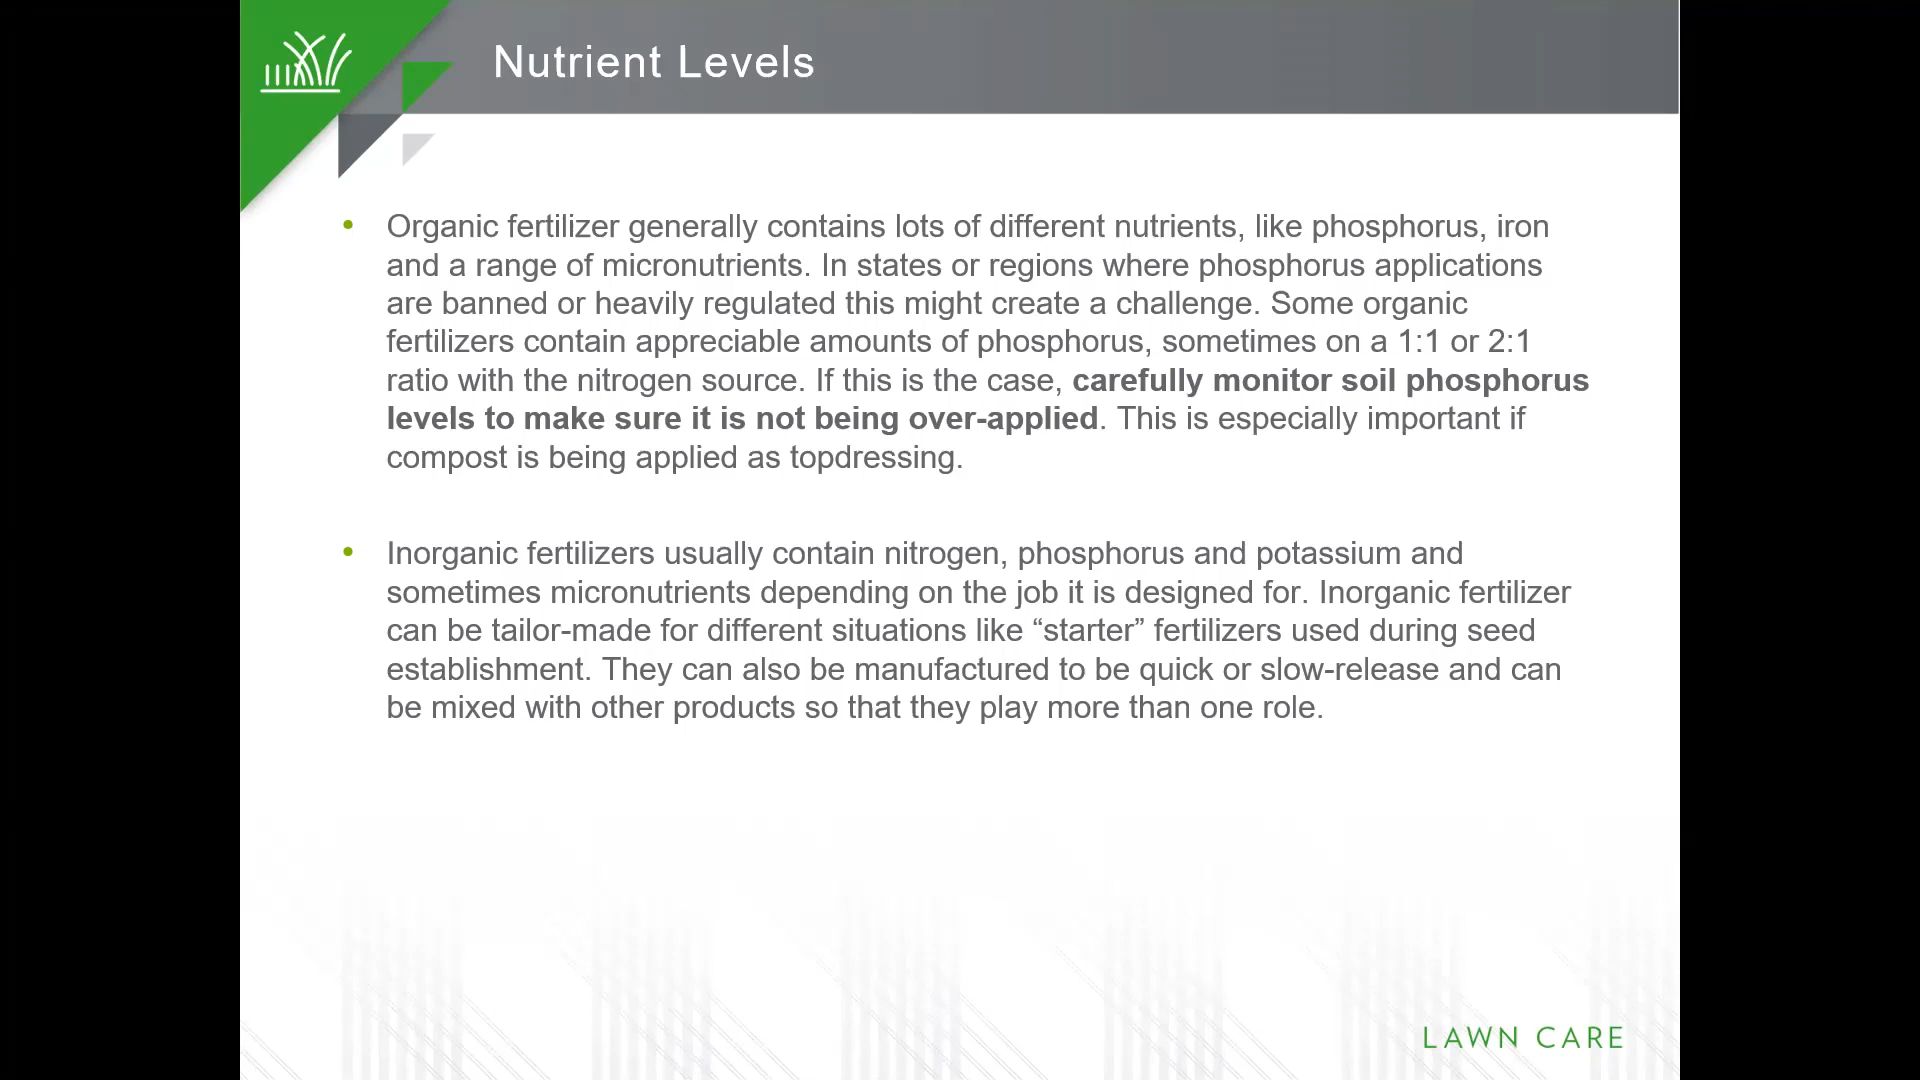 Nutrient Levels
• Organic fertilizer generally contains lots of different nutrients, like phosphorus, iron
and a range of micronutrients. In states or regions where phosphorus applications
are banned or heavily regulated this might create a challenge. Some organic
fertilizers contain appreciable amounts of phosphorus, sometimes on a 1:1 or 2:1
ratio with the nitrogen source. If this is the case, carefully monitor soil phosphorus
levels to make sure it is not being over-applied. This is especially important if
compost is being applied as topdressing.
• Inorganic fertilizers usually contain nitrogen, phosphorus and potassium and
sometimes micronutrients depending on the job it is designed for. Inorganic fertilizer
can be tailor-made for different situations like “starter” fertilizers used during seed
establishment. They can also be manufactured to be quick or slow-release and can
be mixed with other products so that they play more than one role.
LAWN CARE